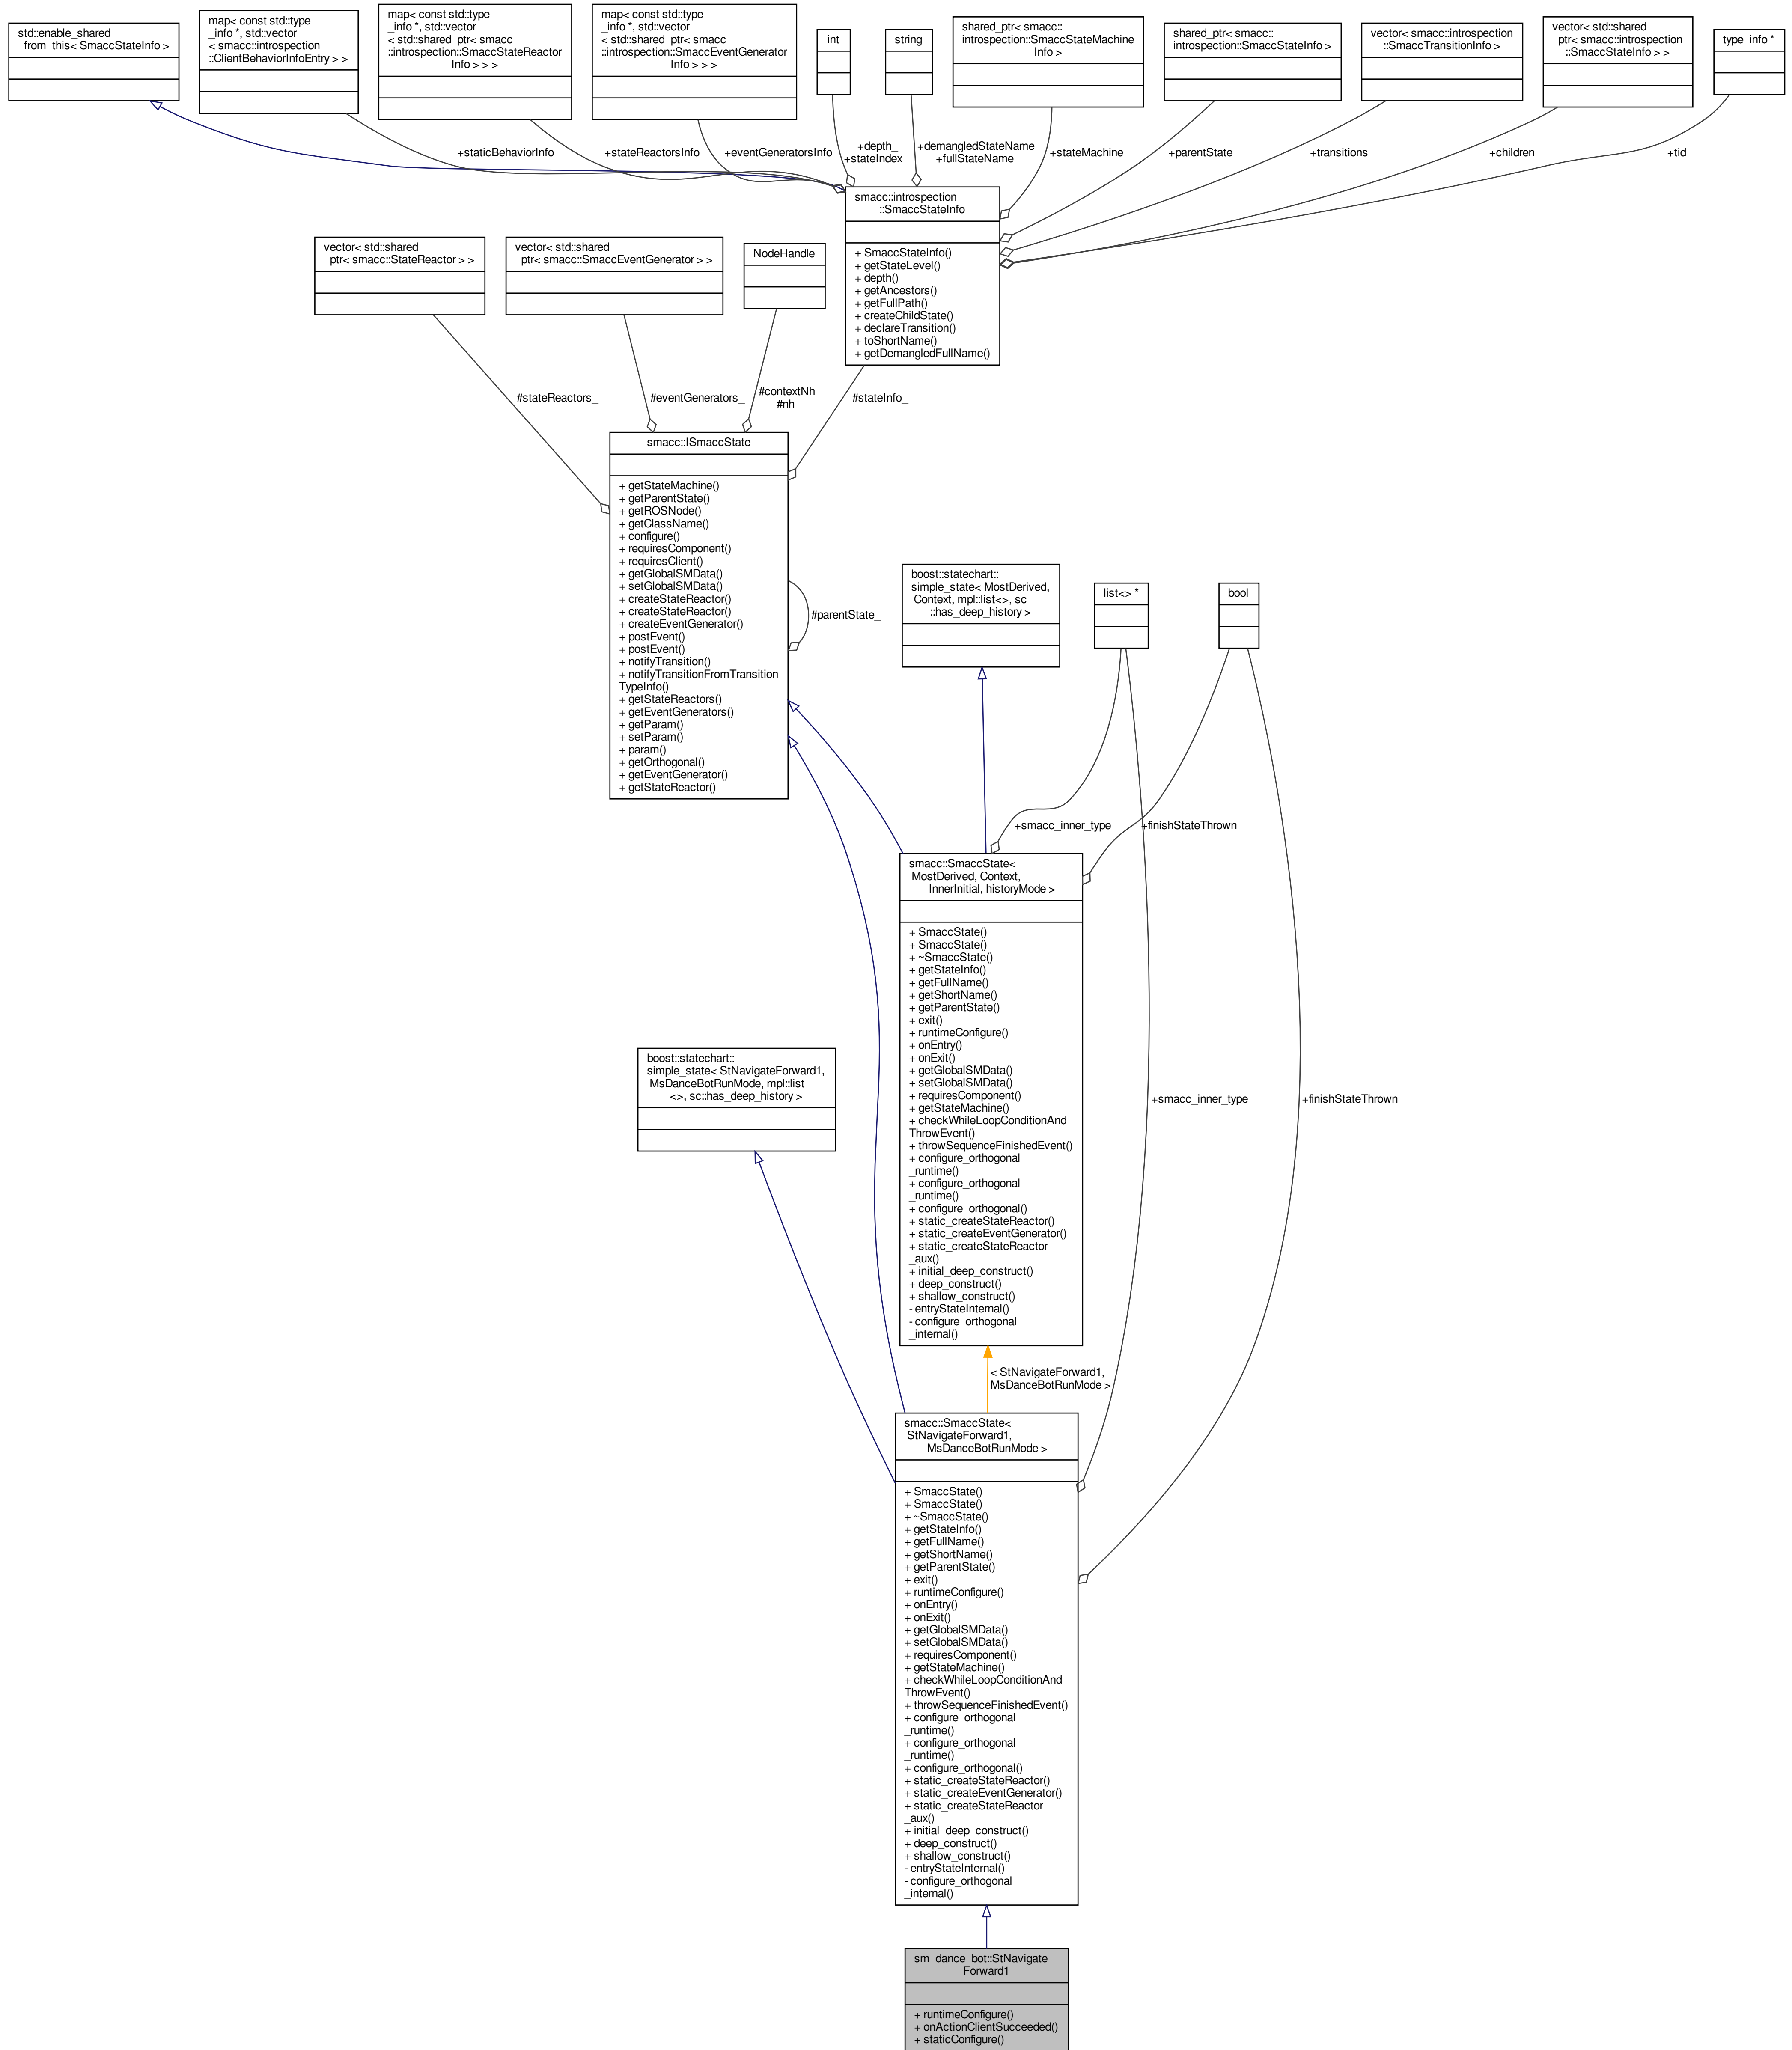 std::enable_shared
_from_this< SmaccStateInfo >
map< const std::type
_info *, std::vector
< smacc::introspection
::ClientBehaviorInfoEntry > >
map< const std::type
_info *, std::vector
< std::shared_ptr< smacc
::introspection::SmaccStateReactor
Info > > >
map< const std::type
_info *, std::vector
< std::shared_ptr< smacc
::introspection::SmaccEventGenerator
Info > > >
int
string
shared_ptr< smacc::
introspection::SmaccStateMachine
Info >
shared_ptr< smacc::
introspection::SmaccStateInfo >
vector< smacc::introspection
::SmaccTransitionInfo >
vector< std::shared
_ptr< smacc::introspection
::SmaccStateInfo > >
type_info *
+staticBehaviorInfo
+stateReactorsInfo
+eventGeneratorsInfo
+depth_
+stateIndex_
+demangledStateName
+fullStateName
+stateMachine_
+parentState_
+transitions_
+children_
+tid_
smacc::introspection
::SmaccStateInfo
+ SmaccStateInfo()
+ getStateLevel()
+ depth()
+ getAncestors()
+ getFullPath()
+ createChildState()
+ declareTransition()
+ toShortName()
+ getDemangledFullName()
vector< std::shared
_ptr< smacc::StateReactor > >
vector< std::shared
_ptr< smacc::SmaccEventGenerator > >
NodeHandle
#stateReactors_
#eventGenerators_
#contextNh
#nh
#stateInfo_
smacc::ISmaccState
+ getStateMachine()
+ getParentState()
+ getROSNode()
+ getClassName()
+ configure()
+ requiresComponent()
+ requiresClient()
+ getGlobalSMData()
+ setGlobalSMData()
+ createStateReactor()
+ createStateReactor()
+ createEventGenerator()
+ postEvent()
+ postEvent()
+ notifyTransition()
+ notifyTransitionFromTransition
TypeInfo()
+ getStateReactors()
+ getEventGenerators()
+ getParam()
+ setParam()
+ param()
+ getOrthogonal()
+ getEventGenerator()
+ getStateReactor()
#parentState_
boost::statechart::
simple_state< MostDerived,
Context, mpl::list<>, sc
::has_deep_history >
list<> *
bool
+smacc_inner_type
+finishStateThrown
smacc::SmaccState<
MostDerived, Context,
InnerInitial, historyMode >
+ SmaccState()
+ SmaccState()
+ ~SmaccState()
+ getStateInfo()
+ getFullName()
+ getShortName()
+ getParentState()
+ exit()
+ runtimeConfigure()
+ onEntry()
+ onExit()
+ getGlobalSMData()
+ setGlobalSMData()
+ requiresComponent()
+ getStateMachine()
+ checkWhileLoopConditionAnd
ThrowEvent()
+ throwSequenceFinishedEvent()
+ configure_orthogonal
_runtime()
+ configure_orthogonal
_runtime()
+ configure_orthogonal()
+ static_createStateReactor()
+ static_createEventGenerator()
+ static_createStateReactor
_aux()
+ initial_deep_construct()
+ deep_construct()
+ shallow_construct()
- entryStateInternal()
- configure_orthogonal
_internal()
boost::statechart::
simple_state< StNavigateForward1,
MsDanceBotRunMode, mpl::list
<>, sc::has_deep_history >
+smacc_inner_type
+finishStateThrown
< StNavigateForward1,
MsDanceBotRunMode >
smacc::SmaccState<
StNavigateForward1,
MsDanceBotRunMode >
+ SmaccState()
+ SmaccState()
+ ~SmaccState()
+ getStateInfo()
+ getFullName()
+ getShortName()
+ getParentState()
+ exit()
+ runtimeConfigure()
+ onEntry()
+ onExit()
+ getGlobalSMData()
+ setGlobalSMData()
+ requiresComponent()
+ getStateMachine()
+ checkWhileLoopConditionAnd
ThrowEvent()
+ throwSequenceFinishedEvent()
+ configure_orthogonal
_runtime()
+ configure_orthogonal
_runtime()
+ configure_orthogonal()
+ static_createStateReactor()
+ static_createEventGenerator()
+ static_createStateReactor
_aux()
+ initial_deep_construct()
+ deep_construct()
+ shallow_construct()
- entryStateInternal()
- configure_orthogonal
_internal()
sm_dance_bot::StNavigate
Forward1
+ runtimeConfigure()
+ onActionClientSucceeded()
+ staticConfigure()